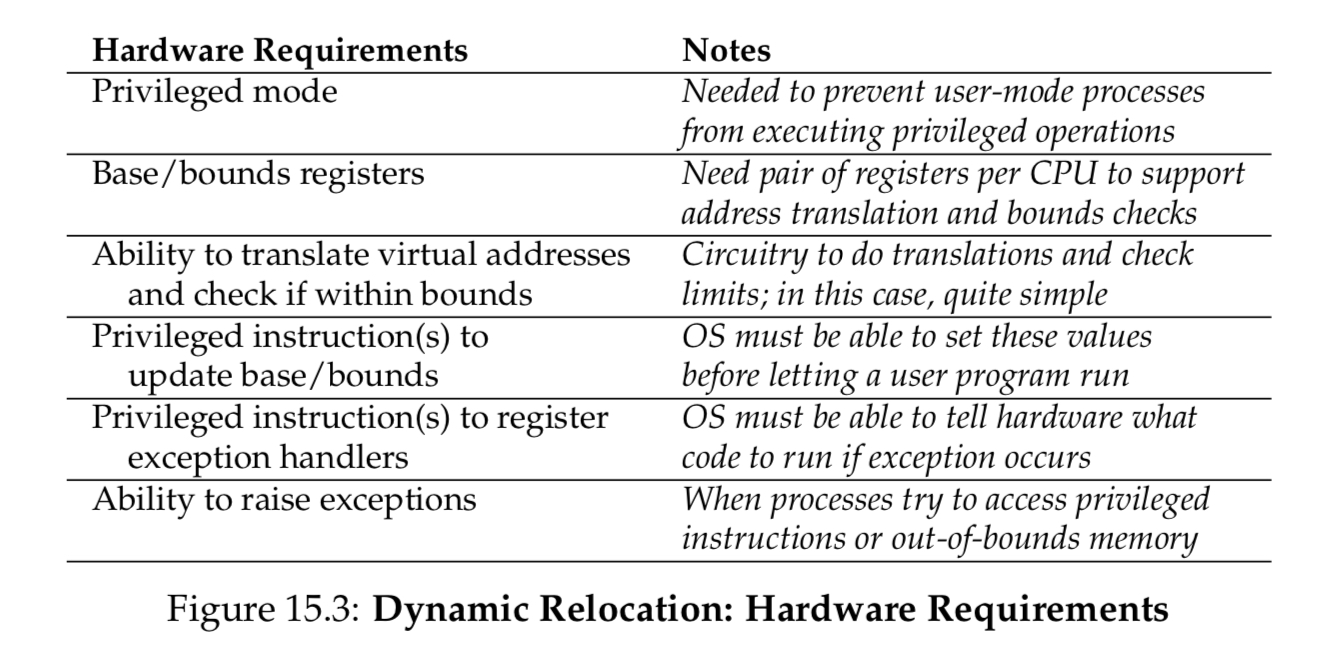 Hardware Requirements Notes
Privileged mode Needed to prevent user-mode processes
from executing privileged operations
Base/bounds registers Need pair of registers per CPU to support
address translation and bounds checks
Ability to translate virtual addresses Circuitry to do translations and check
and check if within bounds limits; in this case, quite simple
Privileged instruction(s) to OS must be able to set these values
update base/bounds before letting a user program run
Privileged instruction(s) to register OS must be able to tell hardware what
exception handlers code to run if exception occurs
Ability to raise exceptions When processes try to access privileged
instructions or out-of-bounds memory
Figure 15.3: Dynamic Relocation: Hardware Requirements